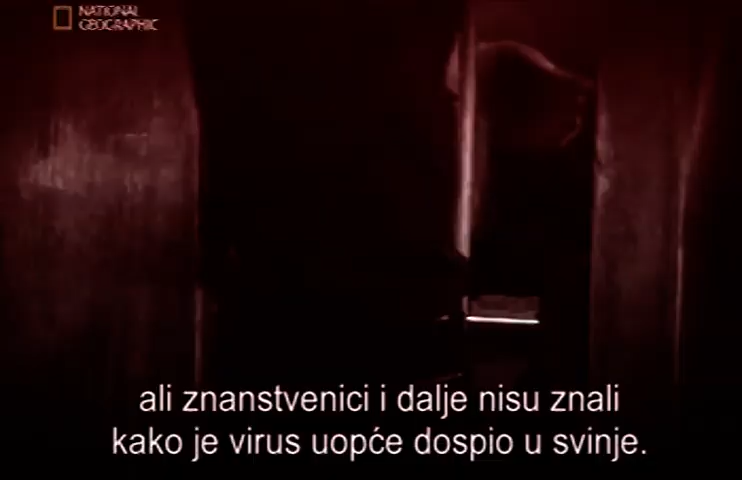 NATIONAL
GEOGRAPHIC
ali znanstvenici i dalje nisu znali
kako je virus uopće dospio u svinje.